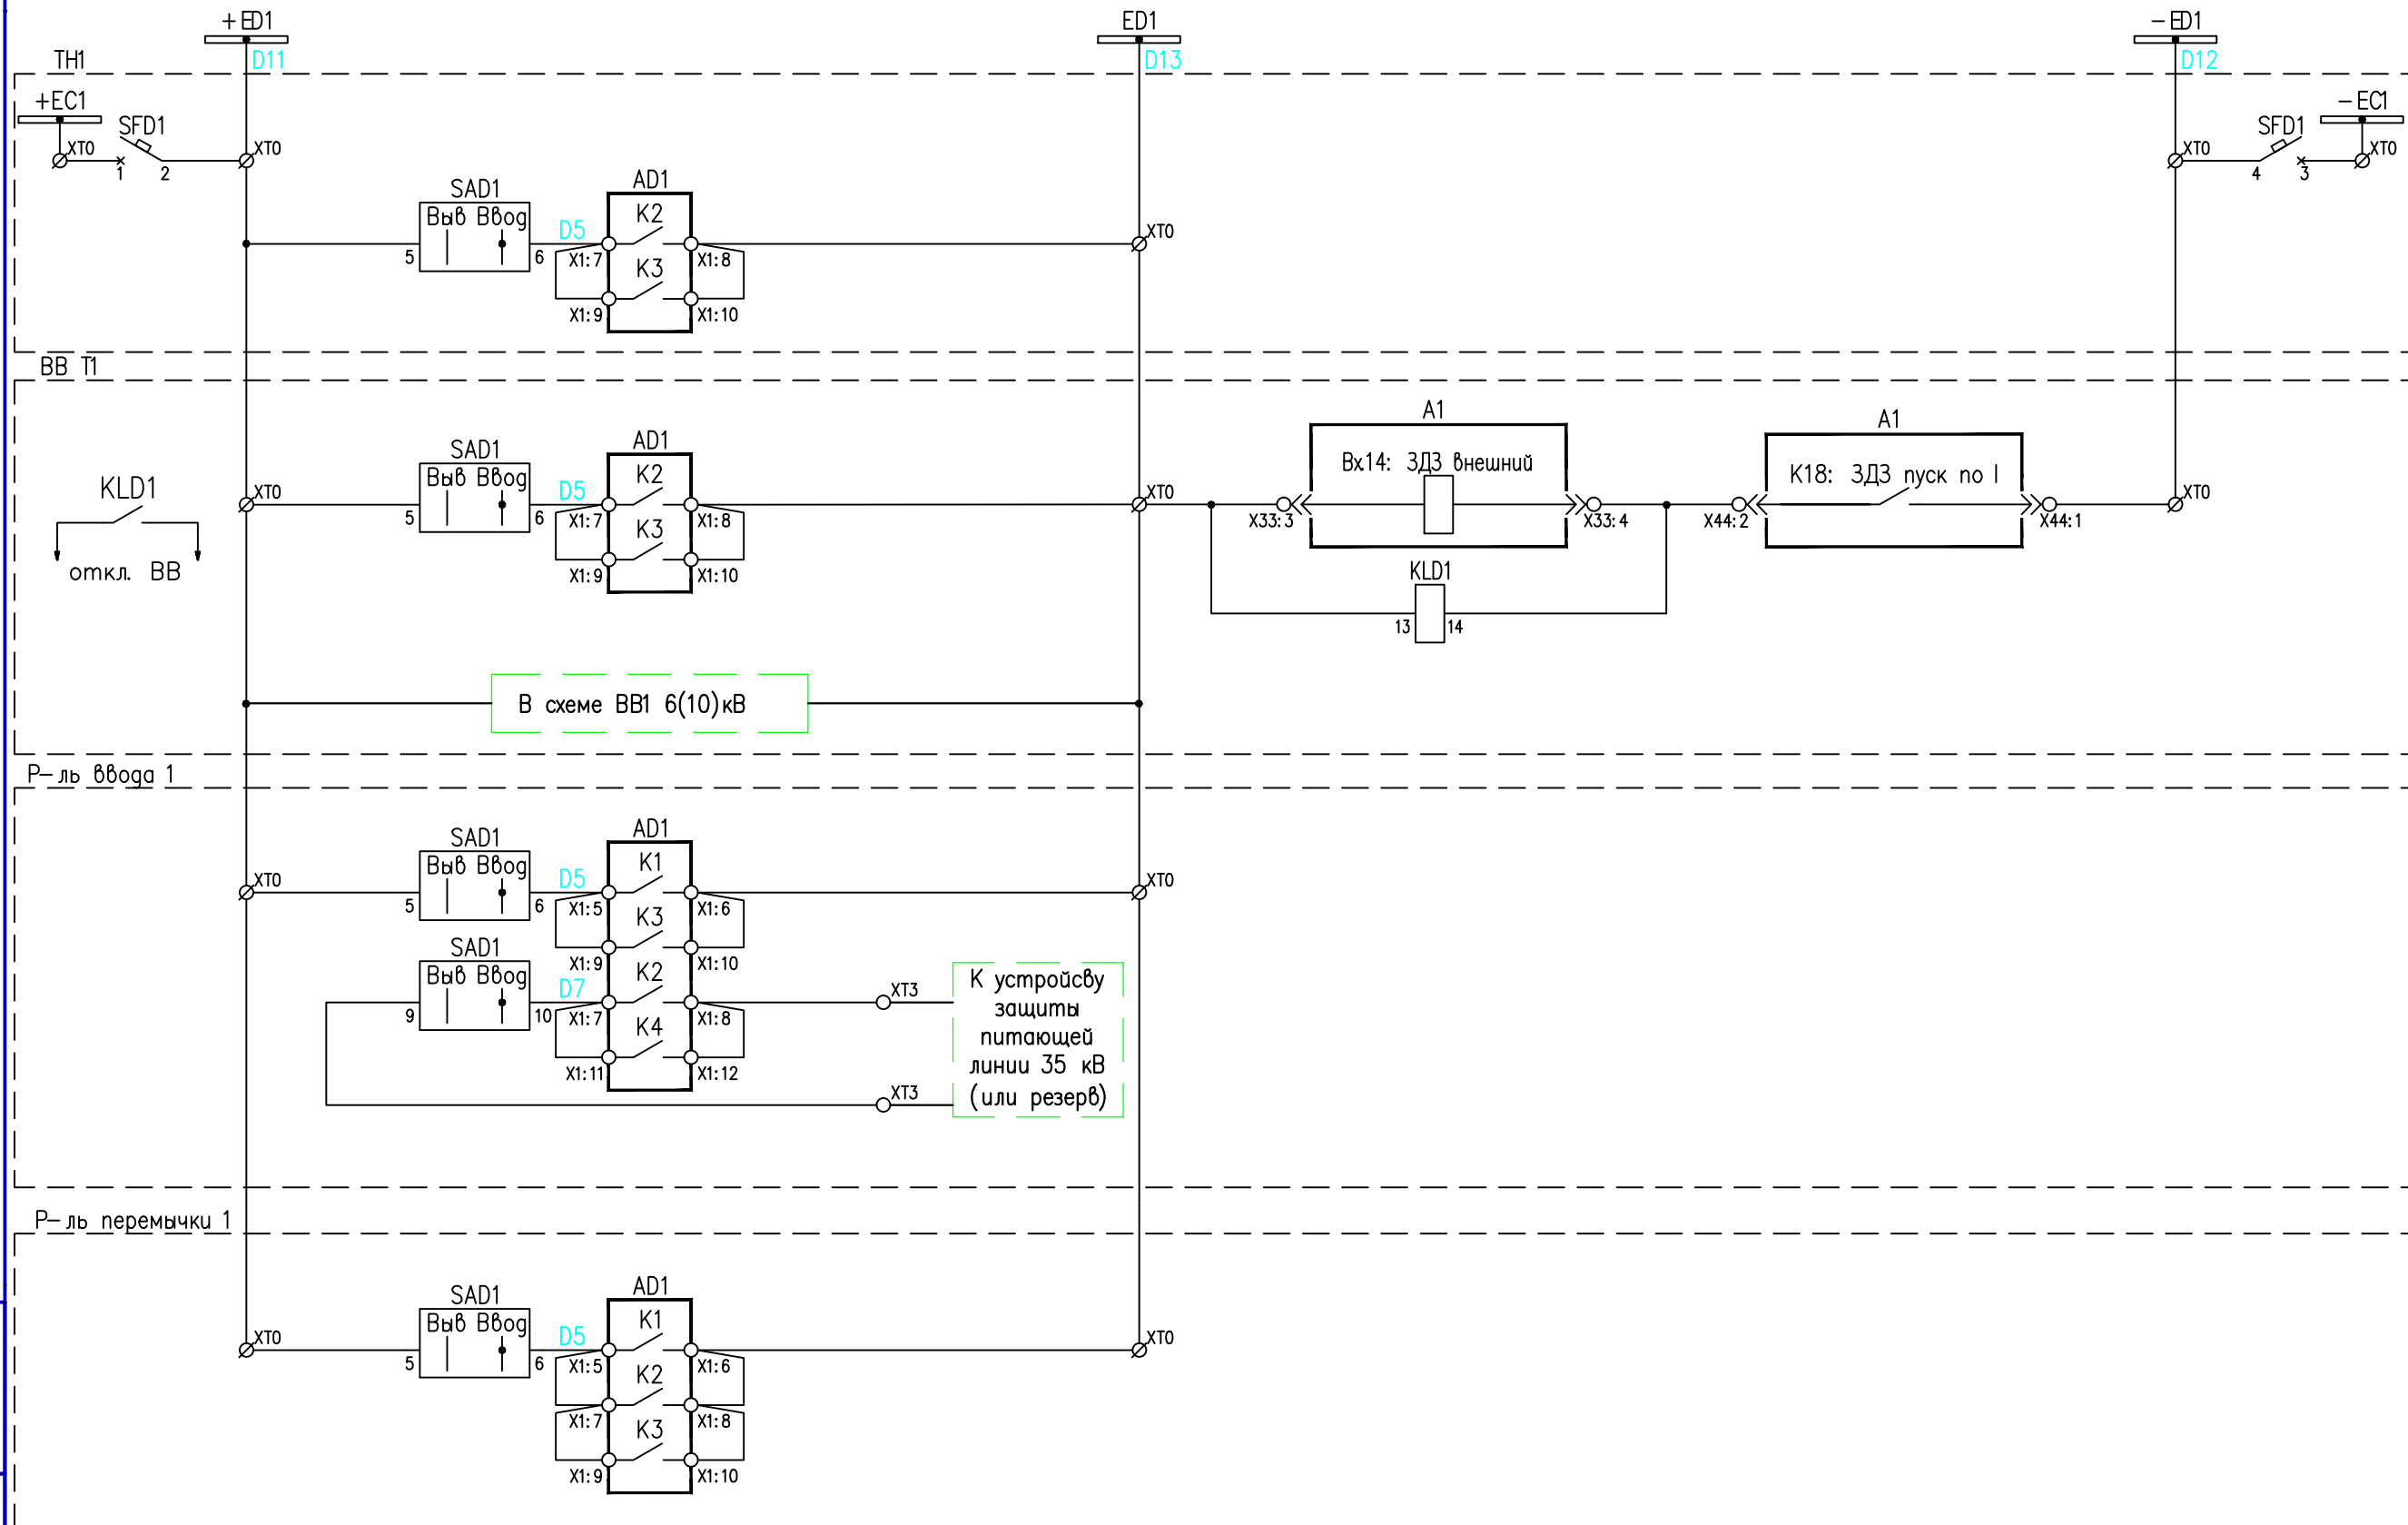 +ED1
ED1
-ED1
D11
D13
D12
ТН1
+EC1
-EC1
SFD1
SFD1
XT0
XT0
XT0
XT0
1
2
4
3
SAD1
AD1
Выв Ввод
K2
D5
XT0
5
6
X1:7
X1:8
K3
X1:9
X1:10
ВВ Т1
SAD1
AD1
A1
A1
Выв Ввод
K2
Вх.14: ЗДЗ внешний
К18: ЗДЗ пуск по I
KLD1
XT0
D5
XT0
XT0
5
6
X1:7
X1:8
X33:3
X33:4
X44:2
X44:1
K3
откл. ВВ
X1:9
X1:10
KLD1
13
14
В схеме ВВ1 6(10)кВ
Р-ль ввода 1
SAD1
AD1
Выв Ввод
K1
XT0
D5
XT0
5
6
X1:5
X1:6
K3
SAD1
X1:9
X1:10
Выв Ввод
K2
D7
XT3
9
10
X1:7
X1:8
K4
X1:11
X1:12
XT3
К устройсву
защиты
питающей
линии 35 кВ
(или резерв)
Р-ль перемычки 1
SAD1
AD1
Выв Ввод
K1
XT0
D5
XT0
5
6
X1:5
X1:6
K2
X1:7
X1:8
K3
X1:9
X1:10